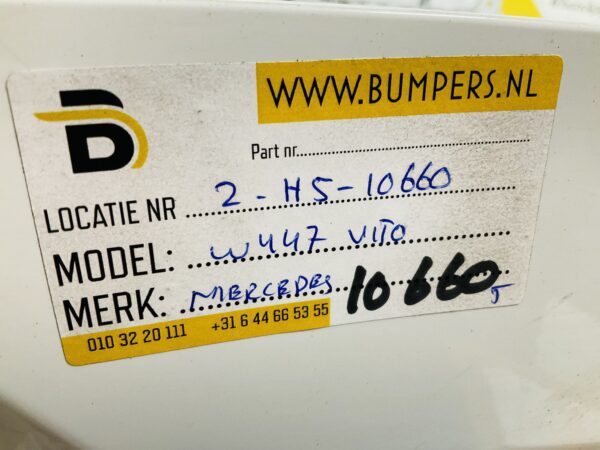 WWW.BUMPERS.NL
B
Part nr.
LOCATIE NR 2-H5-10660
MODEL: W447 VITO
MERK: MERCEDES 10660
010 32 20 111 +31 6 44 66 53 55